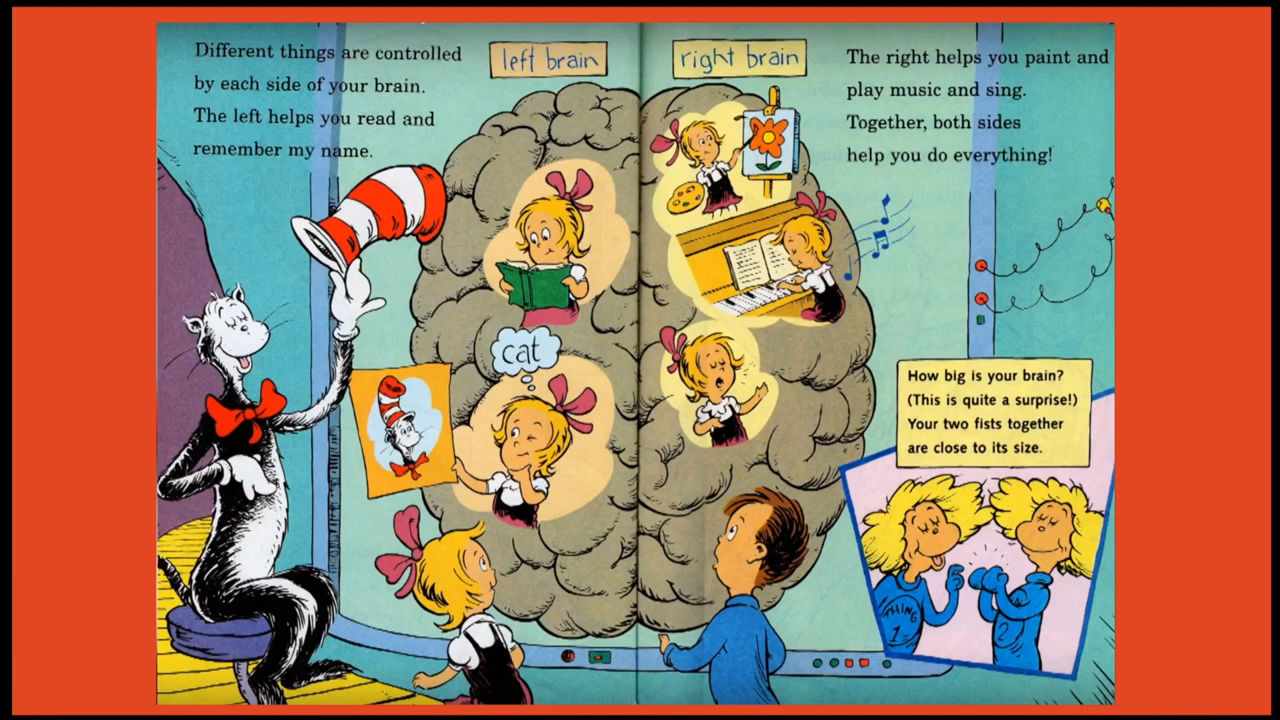 Different things are controlled
by each side of your brain.
The left helps you read and
remember my name.
left brain
right brain
The right helps you paint and
play music and sing.
Together, both sides
help you do everything!
cat
How big is your brain?
(This is quite a surprise!)
Your two fists together
are close to its size.
THING
1
2